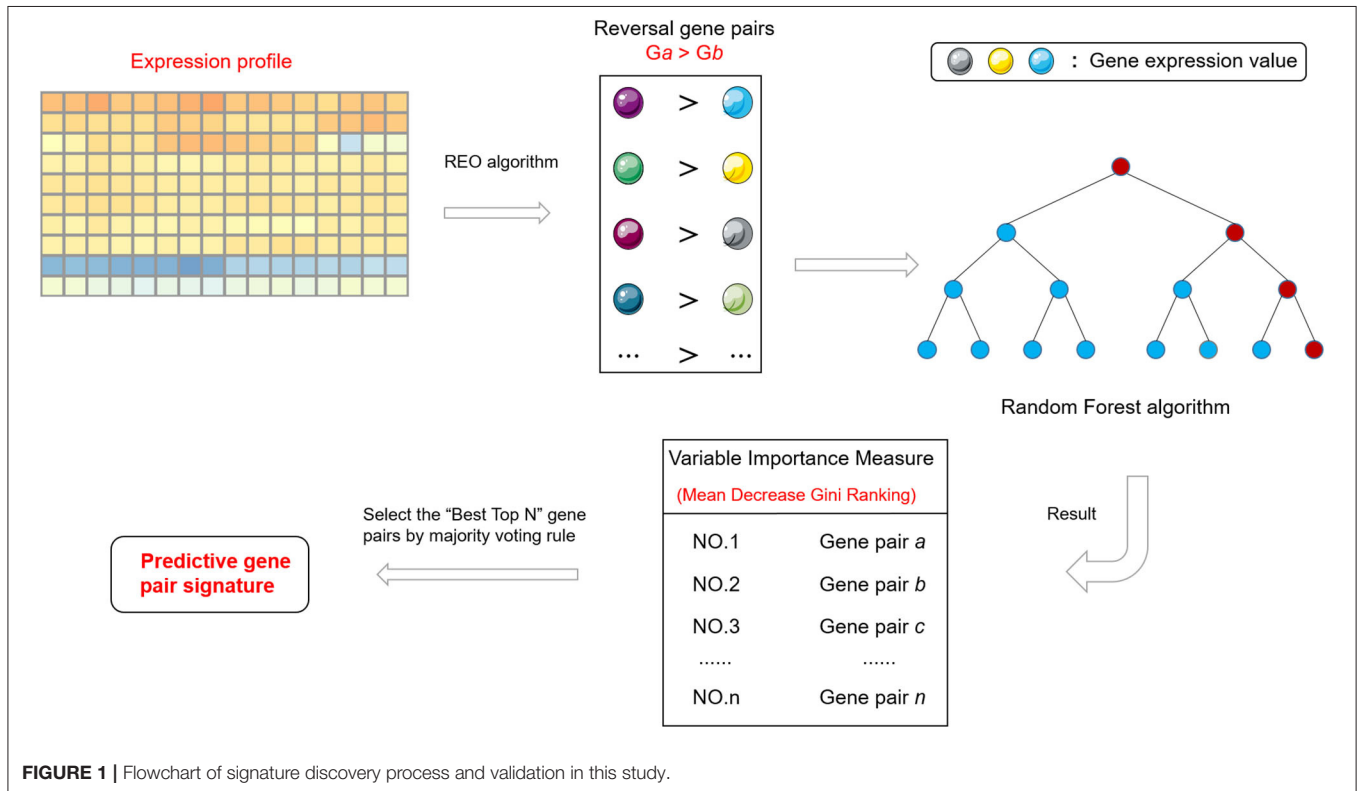 Expression profile
REO algorithm
Reversal gene pairs
Ga > Gb
>
>
>
>
... > ...
: Gene expression value
Random Forest algorithm
Result
Variable Importance Measure
(Mean Decrease Gini Ranking)
NO.1 Gene pair a
NO.2 Gene pair b
NO.3 Gene pair c
...... ......
NO.n Gene pair n
Select the “Best Top N” gene
pairs by majority voting rule
Predictive gene
pair signature
FIGURE 1 | Flowchart of signature discovery process and validation in this study.